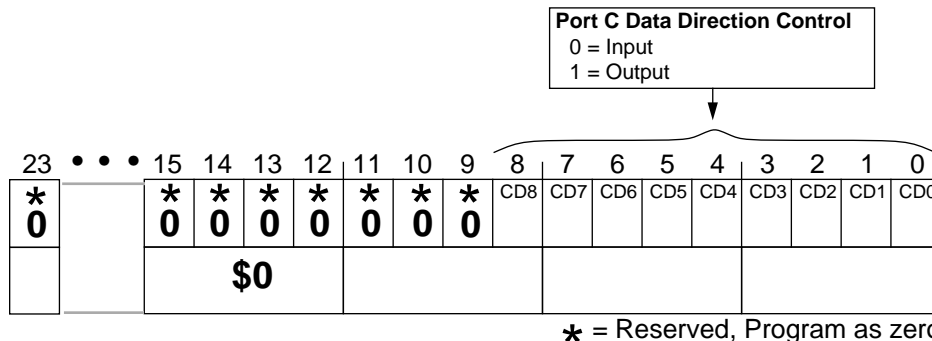 Port C Data Direction Control
0 = Input
1 = Output
23 • • • 15 14 13 12 11 10 9 8 7 6 5 4 3 2 1 0
* * * * * * * * CD8 CD7 CD6 CD5 CD4 CD3 CD2 CD1 CD0
0 0 0 0 0 0 0 0
$0
* = Reserved, Program as zero